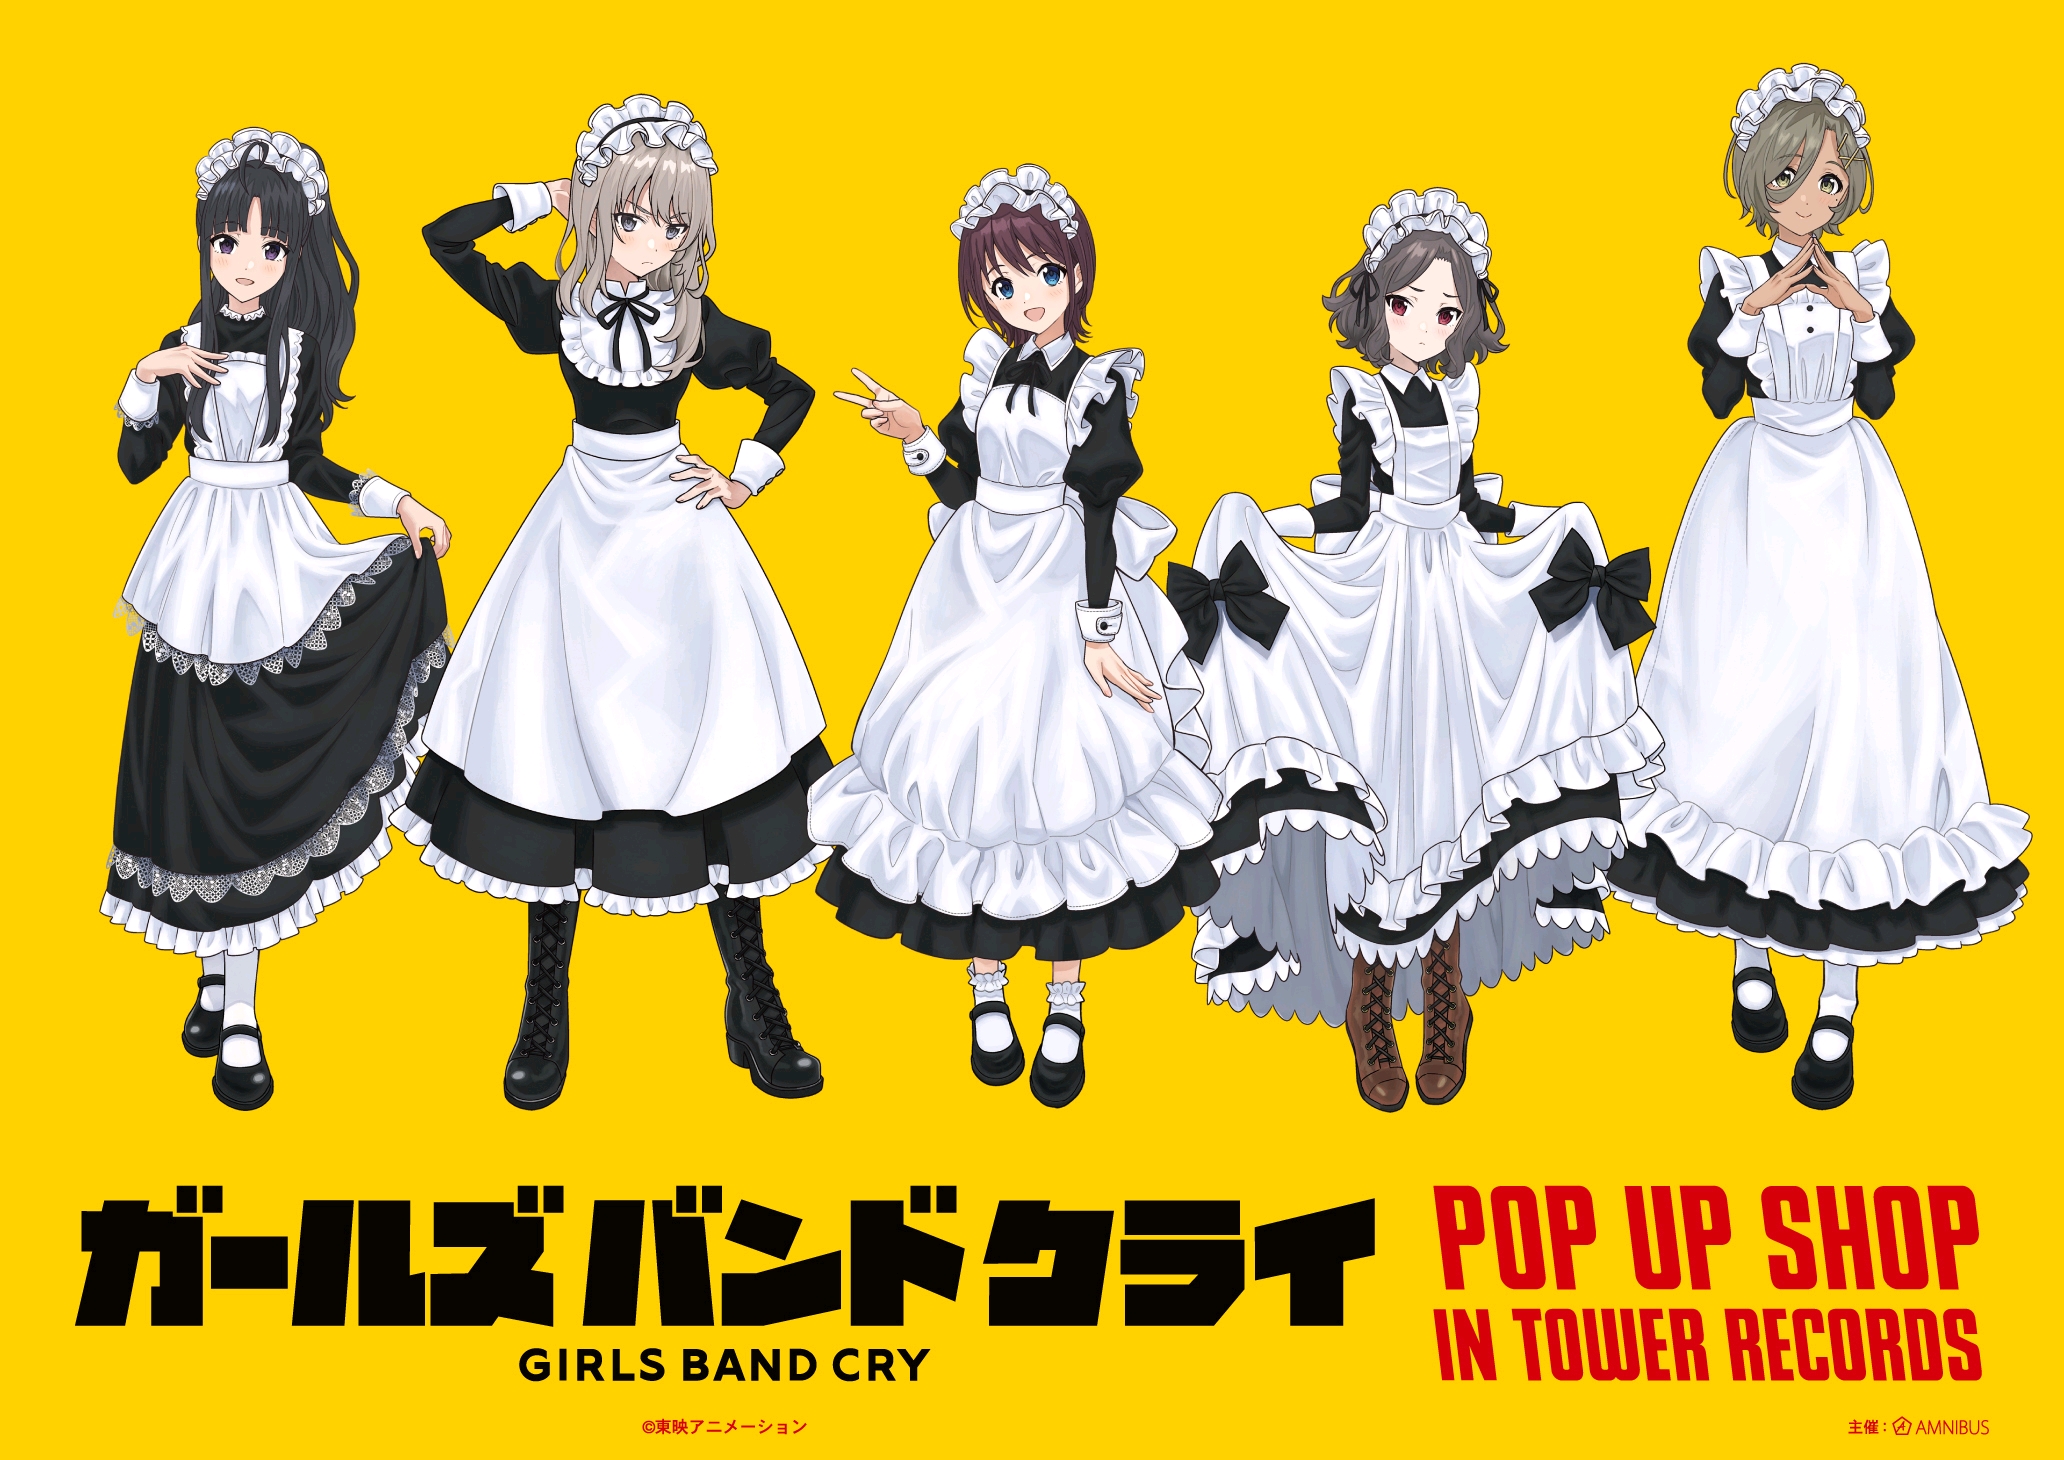 ガールズバンドクライ
GIRLS BAND CRY
POP UP SHOP
IN TOWER RECORDS
©東映アニメーション
主催：AMNIBUS